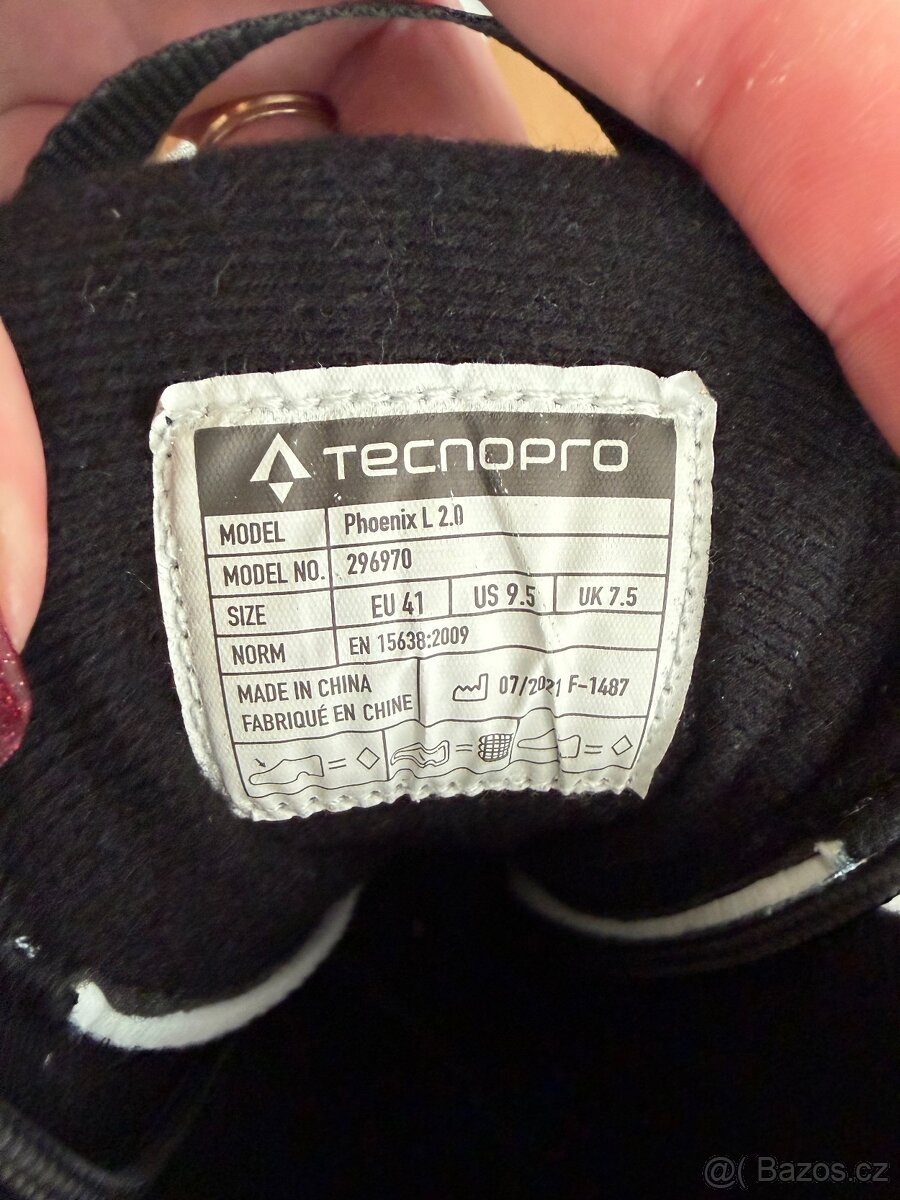 TECNOPRO
MODEL Phoenix L 2.0
MODEL NO. 296970
SIZE EU 41 US 9.5 UK 7.5
NORM EN 15638:2009
MADE IN CHINA
FABRIQUÉ EN CHINE
07/2021 F-1487
= =  =
@( Bazoš.cz